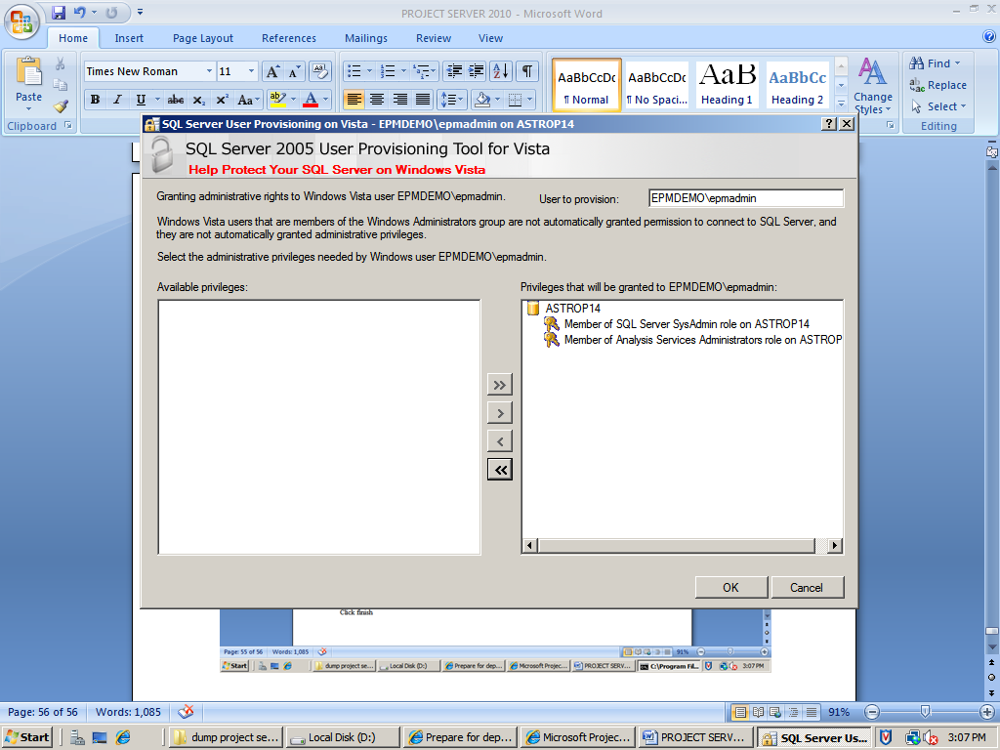 PROJECT SERVER 2010 - Microsoft Word
Home Insert Page Layout References Mailings Review View
Times New Roman 11
Paste
Clipboard
B I U abc X₂ X² Aa
AaBbCcDc AaBbCcDc AaB AaBbCc
¶ Normal ¶ No Spaci... Heading 1 Heading 2
Change Styles
Find
Replace
Select
Editing
SQL Server User Provisioning on Vista - EPMDEMO\epmadmin on ASTROP14
SQL Server 2005 User Provisioning Tool for Vista
Help Protect Your SQL Server on Windows Vista
Granting administrative rights to Windows Vista user EPMDEMO\epmadmin.
User to provision: EPMDEMO\epmadmin
Windows Vista users that are members of the Windows Administrators group are not automatically granted permission to connect to SQL Server, and
they are not automatically granted administrative privileges.
Select the administrative privileges needed by Windows user EPMDEMO\epmadmin.
Available privileges:
Privileges that will be granted to EPMDEMO\epmadmin:
ASTROP14
Member of SQL Server SysAdmin role on ASTROP14
Member of Analysis Services Administrators role on ASTROP
>>
>
<
<<
OK Cancel
Click finish
Page: 55 of 56 Words: 1,085 91%
Start dump project se... Local Disk (D:) Prepare for dep... Microsoft Projec... PROJECT SERV... C:\Program Fil... 3:07 PM
Page: 56 of 56 Words: 1,085 91%
Start dump project se... Local Disk (D:) Prepare for dep... Microsoft Projec... PROJECT SERV... SQL Server Us... 3:07 PM